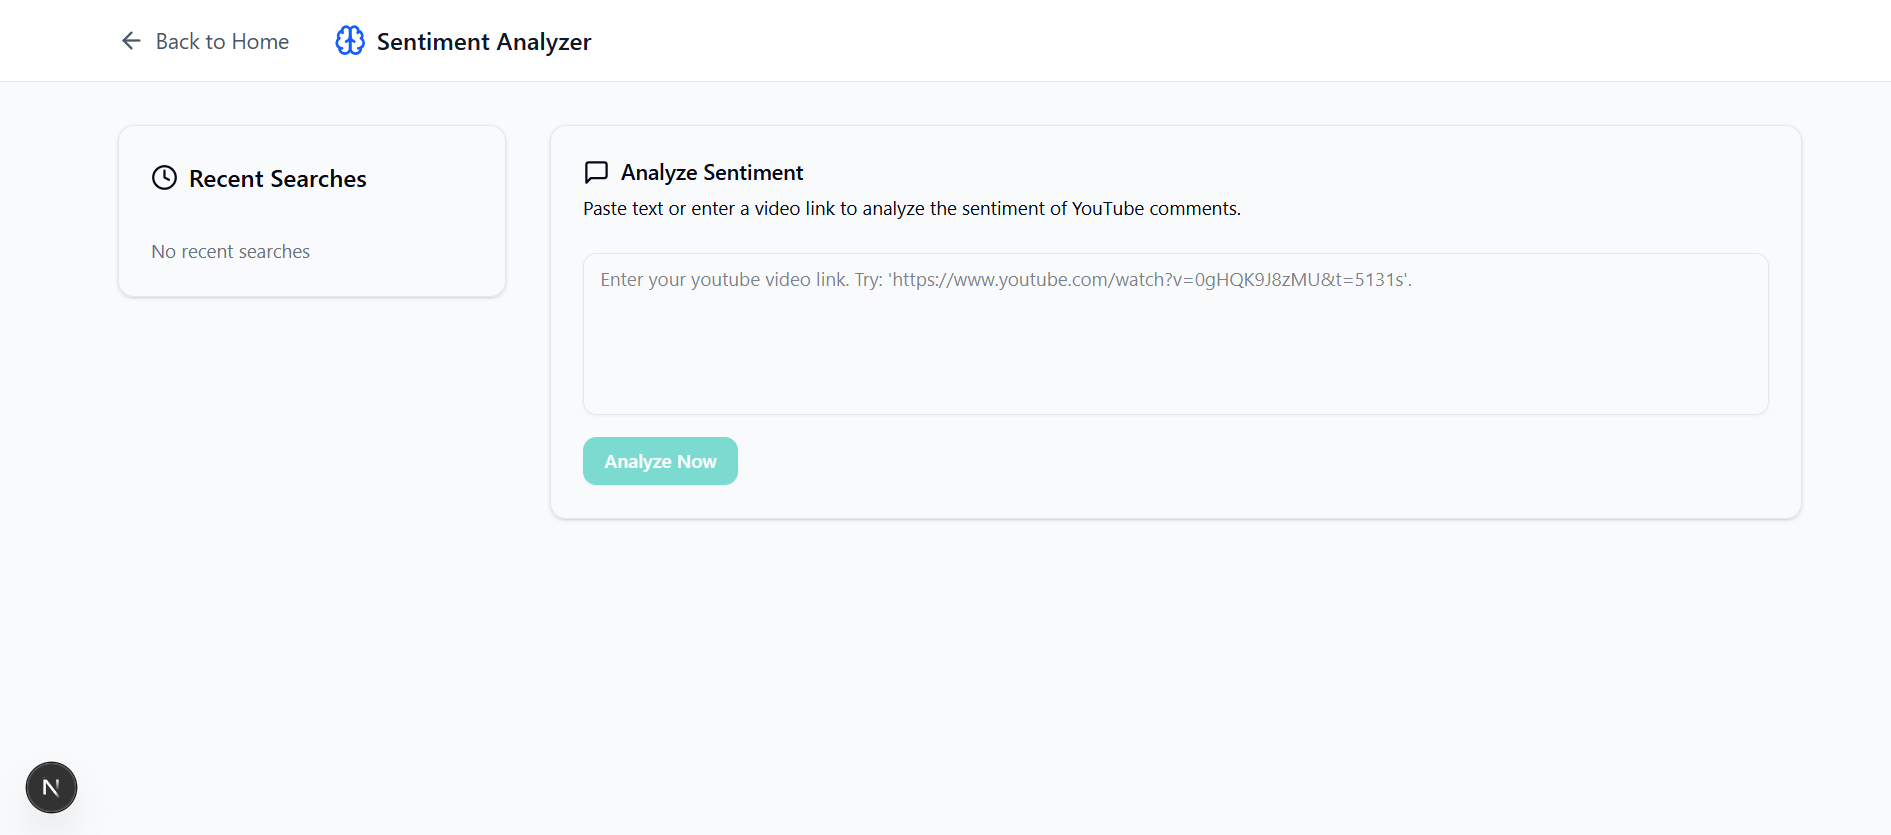 Back to Home
Sentiment Analyzer
Recent Searches
No recent searches
Analyze Sentiment
Paste text or enter a video link to analyze the sentiment of YouTube comments.
Enter your youtube video link. Try: 'https://www.youtube.com/watch?v=0gHQK9J8zMU&t=5131s'.
Analyze Now
N